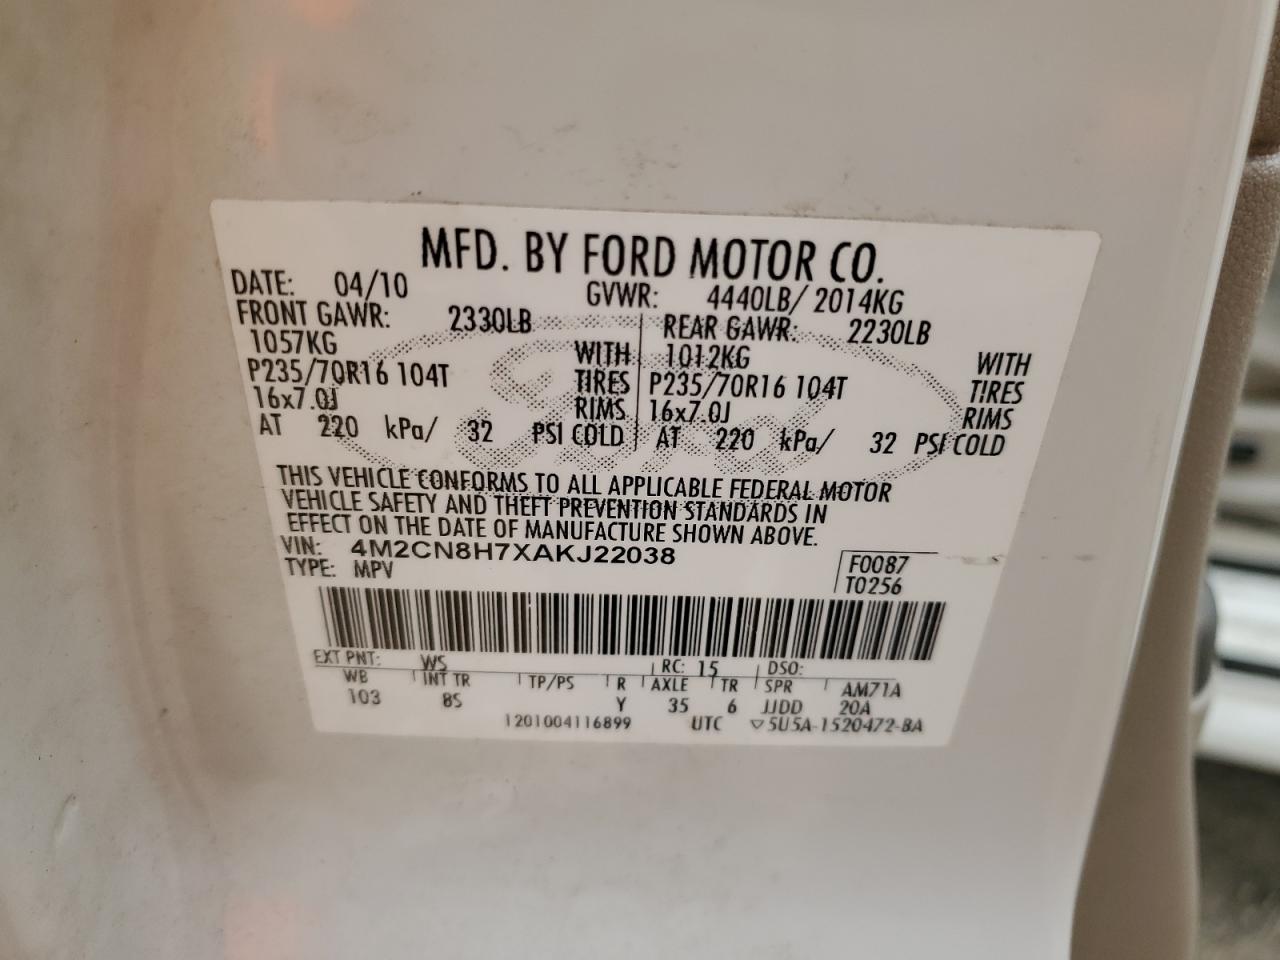 MFD. BY FORD MOTOR CO.
DATE: 04/10 GVWR: 4440LB/ 2014KG
FRONT GAWR: 2330LB REAR GAWR: 2230LB
1057KG WITH 1012KG WITH
P235/70R16 104T TIRES P235/70R16 104T TIRES
16x7.0J RIMS 16x7.0J RIMS
AT 220 kPa/ 32 PSI COLD AT 220 kPa/ 32 PSI COLD
Ford
THIS VEHICLE CONFORMS TO ALL APPLICABLE FEDERAL MOTOR
VEHICLE SAFETY AND THEFT PREVENTION STANDARDS IN
EFFECT ON THE DATE OF MANUFACTURE SHOWN ABOVE.
VIN: 4M2CN8H7XAKJ22038 F0087
TYPE: MPV T0256
EXT PNT: WS RC: 15 DSO:
WB INT TR TP/PS R AXLE TR SPR AM71A
103 8S Y 35 6 JJDD 20A
1201004116899 UTC ▽5U5A-1520472-BA